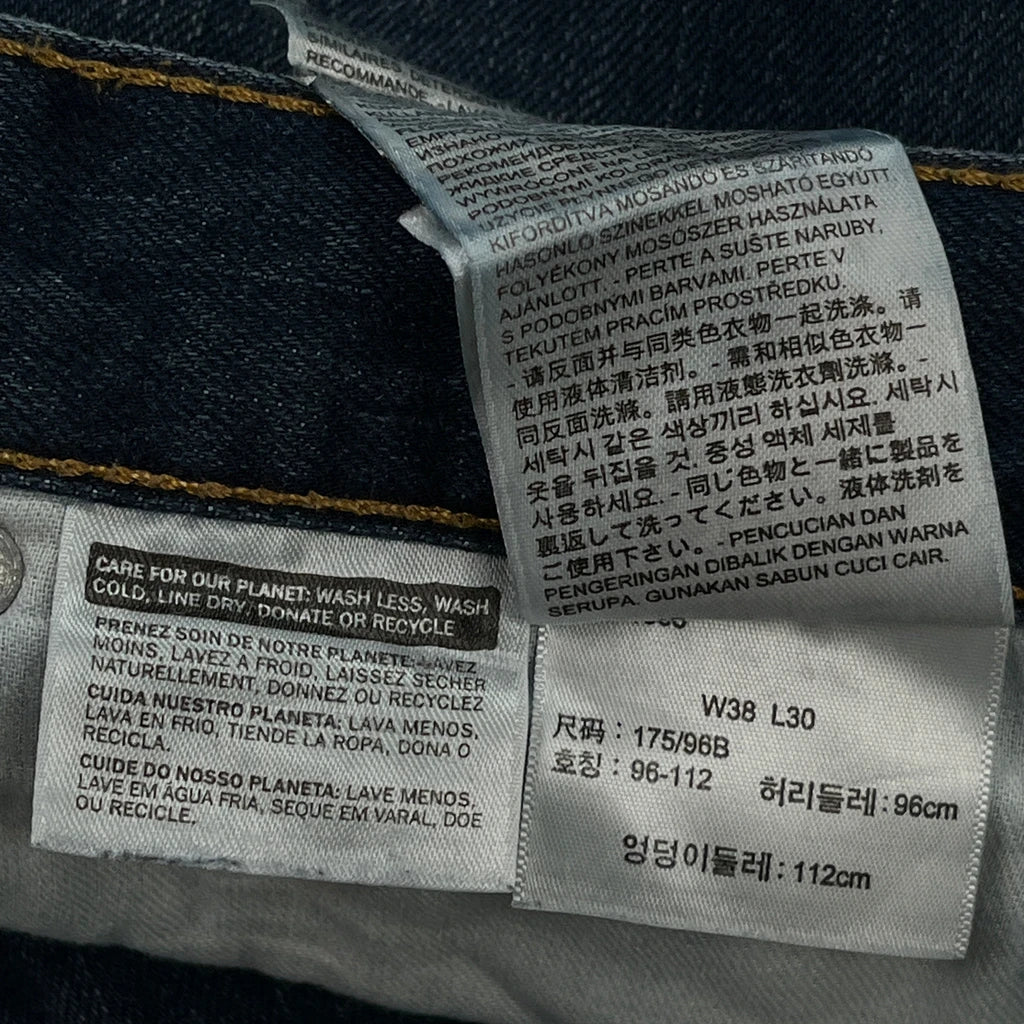 SIMILAIRES
RECOMMANDE
KIFORDÍTVA MOSANDÓ ÉS SZÁRÍTANDÓ
HASONLÓ SZÍNEKKEL MOSHATÓ EGYÜTT
FOLYÉKONY MOSÓSZER HASZNÁLATA
AJÁNLOTT. - PERTE A SUŠTE NARUBY,
S PODOBNÝMI BARVAMI. PERTE V
TEKUTÉM PRACÍM PROSTŘEDKU.
- 请反面并与同类色衣物一起洗涤。请
使用液体清洁剂。- 需和相似色衣物一
同反面洗滌。請用液態洗衣劑洗滌。-
세탁시 같은 색상끼리 하십시요. 세탁시
옷을 뒤집을 것. 중성 액체 세제를
사용하세요. - 同じ色物と一緒に製品を
裏返して洗ってください。液体洗剤を
ご使用下さい。- PENCUCIAN DAN
PENGERINGAN DIBALIK DENGAN WARNA
SERUPA. GUNAKAN SABUN CUCI CAIR.
CARE FOR OUR PLANET: WASH LESS, WASH
COLD, LINE DRY, DONATE OR RECYCLE
PRENEZ SOIN DE NOTRE PLANETE: LAVEZ
MOINS, LAVEZ A FROID, LAISSEZ SECHER
NATURELLEMENT, DONNEZ OU RECYCLEZ
CUIDA NUESTRO PLANETA: LAVA MENOS,
LAVA EN FRIO, TIENDE LA ROPA, DONA O
RECICLA.
CUIDE DO NOSSO PLANETA: LAVE MENOS,
LAVE EM ÁGUA FRIA, SEQUE EM VARAL, DOE
OU RECICLE.
W38 L30
尺码 : 175/96B
호칭 : 96-112 허리둘레 : 96cm
엉덩이둘레 : 112cm